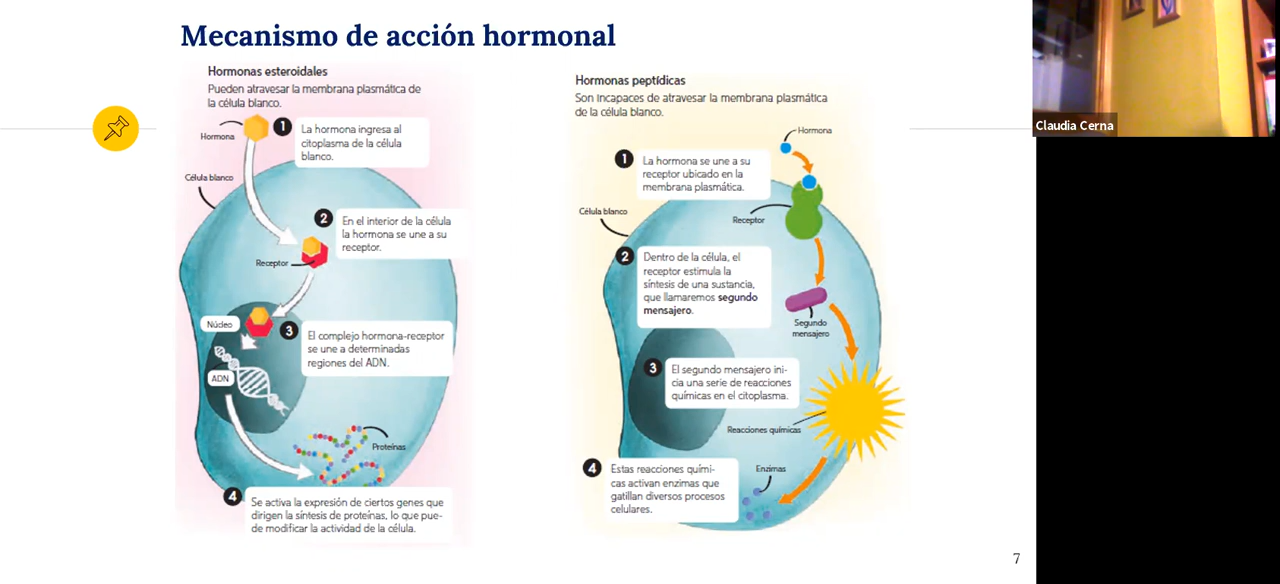 Mecanismo de acción hormonal
Hormonas esteroidales
Pueden atravesar la membrana plasmática de
la célula blanco.
Hormona
1
La hormona ingresa al
citoplasma de la célula
blanco.
Célula blanco
2
En el interior de la célula
la hormona se une a su
receptor.
Receptor
Núcleo
3
El complejo hormona-receptor
se une a determinadas
regiones del ADN.
ADN
Proteínas
4
Se activa la expresión de ciertos genes que
dirigen la síntesis de proteínas, lo que pue-
de modificar la actividad de la célula.
Hormonas peptídicas
Son incapaces de atravesar la membrana plasmática
de la célula blanco.
Hormona
1
La hormona se une a su
receptor ubicado en la
membrana plasmática.
Célula blanco
Receptor
2
Dentro de la célula, el
receptor estimula la
síntesis de una sustancia,
que llamaremos segundo
mensajero.
Segundo
mensajero
3
El segundo mensajero ini-
cia una serie de reacciones
químicas en el citoplasma.
Reacciones químicas
4
Estas reacciones quími-
cas activan enzimas que
gatillan diversos procesos
celulares.
Enzimas
7
Claudia Cerna